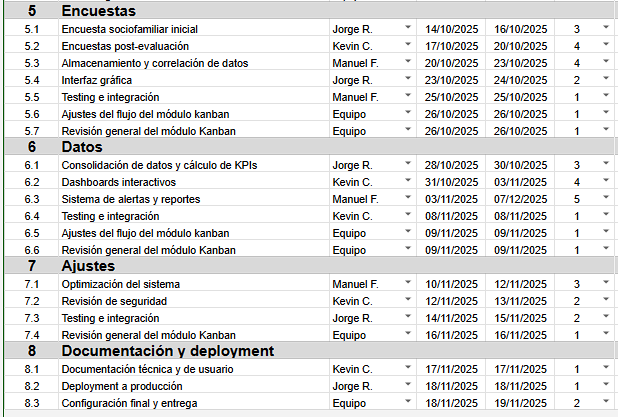 5 Encuestas
5.1 Encuesta sociofamiliar inicial Jorge R. 14/10/2025 16/10/2025 3
5.2 Encuestas post-evaluación Kevin C. 17/10/2025 20/10/2025 4
5.3 Almacenamiento y correlación de datos Manuel F. 20/10/2025 23/10/2025 4
5.4 Interfaz gráfica Jorge R. 23/10/2025 24/10/2025 2
5.5 Testing e integración Manuel F. 25/10/2025 25/10/2025 1
5.6 Ajustes del flujo del módulo kanban Equipo 26/10/2025 26/10/2025 1
5.7 Revisión general del módulo Kanban Equipo 26/10/2025 26/10/2025 1
6 Datos
6.1 Consolidación de datos y cálculo de KPIs Jorge R. 28/10/2025 30/10/2025 3
6.2 Dashboards interactivos Kevin C. 31/10/2025 03/11/2025 4
6.3 Sistema de alertas y reportes Manuel F. 03/11/2025 07/12/2025 5
6.4 Testing e integración Kevin C. 08/11/2025 08/11/2025 1
6.5 Ajustes del flujo del módulo kanban Equipo 09/11/2025 09/11/2025 1
6.6 Revisión general del módulo Kanban Equipo 09/11/2025 09/11/2025 1
7 Ajustes
7.1 Optimización del sistema Manuel F. 10/11/2025 12/11/2025 3
7.2 Revisión de seguridad Kevin C. 12/11/2025 13/11/2025 2
7.3 Testing e integración Jorge R. 14/11/2025 15/11/2025 2
7.4 Revisión general del módulo Kanban Equipo 16/11/2025 16/11/2025 1
8 Documentación y deployment
8.1 Documentación técnica y de usuario Kevin C. 17/11/2025 17/11/2025 1
8.2 Deployment a producción Jorge R. 18/11/2025 18/11/2025 1
8.3 Configuración final y entrega Equipo 18/11/2025 19/11/2025 2